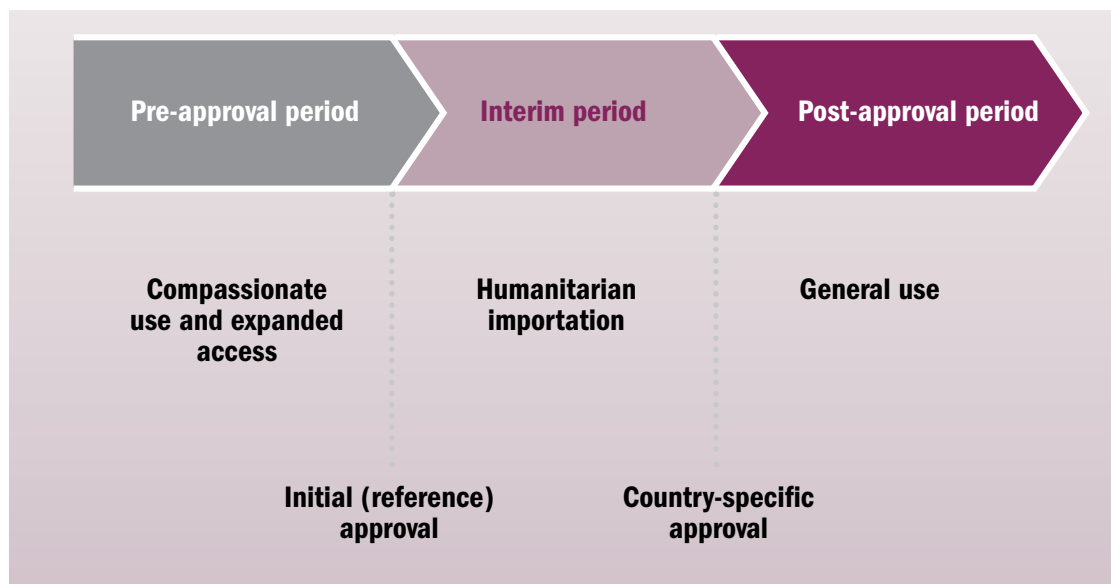 Pre-approval period
Interim period
Post-approval period
Compassionate
use and expanded
access
Humanitarian
importation
General use
Initial (reference)
approval
Country-specific
approval